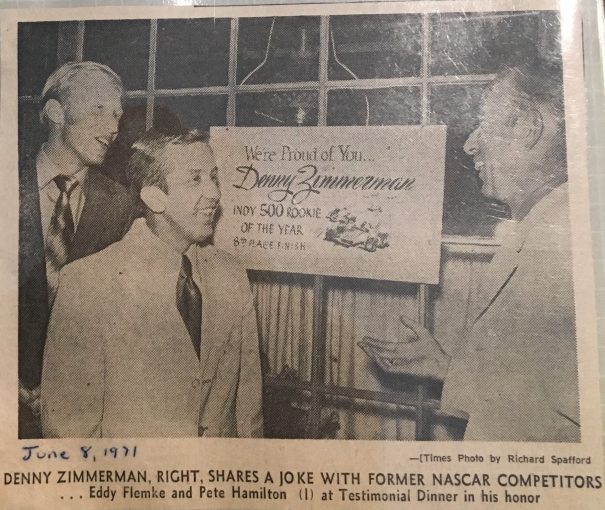 We're Proud of You...
Denny Zimmerman
INDY 500 ROOKIE
OF THE YEAR
8TH PLACE FINISH
June 8, 1971
—[Times Photo by Richard Spafford
DENNY ZIMMERMAN, RIGHT, SHARES A JOKE WITH FORMER NASCAR COMPETITORS
... Eddy Flemke and Pete Hamilton (l) at Testimonial Dinner in his honor